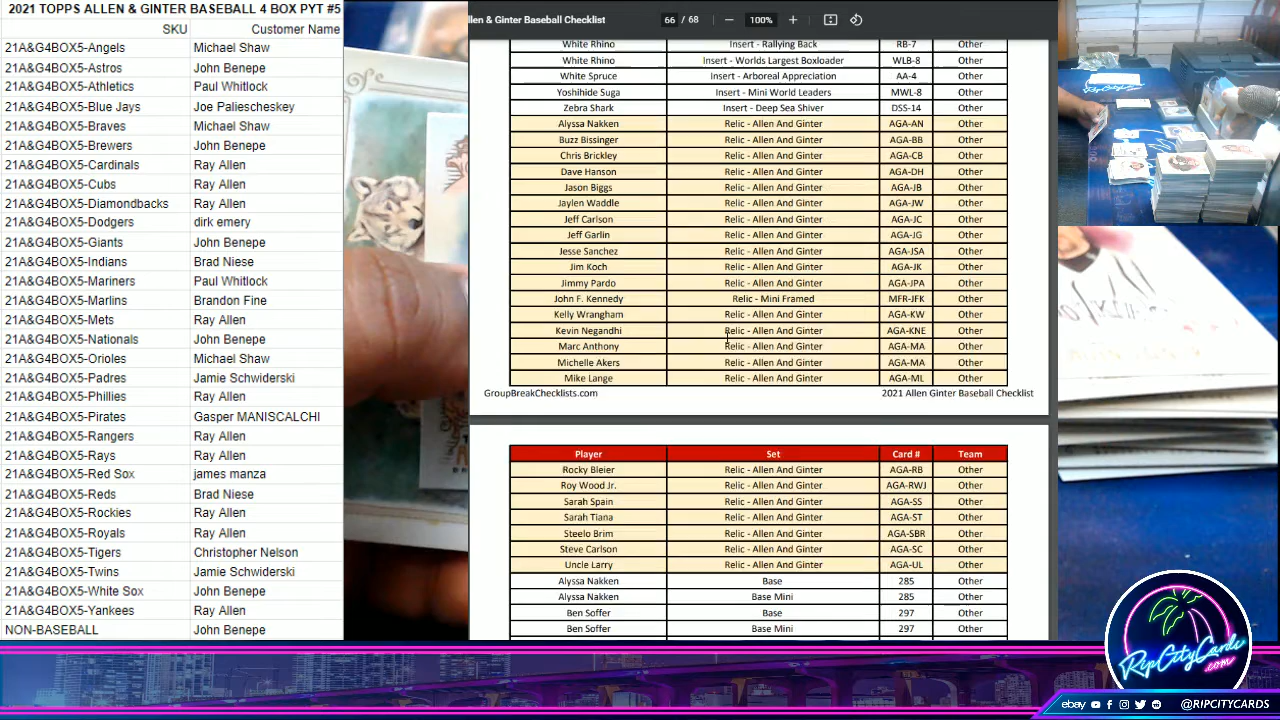 2021 TOPPS ALLEN & GINTER BASEBALL 4 BOX PYT #5
SKU Customer Name
21A&G4BOX5-Angels Michael Shaw
21A&G4BOX5-Astros John Benepe
21A&G4BOX5-Athletics Paul Whitlock
21A&G4BOX5-Blue Jays Joe Paliescheskey
21A&G4BOX5-Braves Michael Shaw
21A&G4BOX5-Brewers John Benepe
21A&G4BOX5-Cardinals Ray Allen
21A&G4BOX5-Cubs Ray Allen
21A&G4BOX5-Diamondbacks Ray Allen
21A&G4BOX5-Dodgers dirk emery
21A&G4BOX5-Giants John Benepe
21A&G4BOX5-Indians Brad Niese
21A&G4BOX5-Mariners Paul Whitlock
21A&G4BOX5-Marlins Brandon Fine
21A&G4BOX5-Mets Ray Allen
21A&G4BOX5-Nationals John Benepe
21A&G4BOX5-Orioles Michael Shaw
21A&G4BOX5-Padres Jamie Schwiderski
21A&G4BOX5-Phillies Ray Allen
21A&G4BOX5-Pirates Gasper MANISCALCHI
21A&G4BOX5-Rangers Ray Allen
21A&G4BOX5-Rays Ray Allen
21A&G4BOX5-Red Sox james manza
21A&G4BOX5-Reds Brad Niese
21A&G4BOX5-Rockies Ray Allen
21A&G4BOX5-Royals Ray Allen
21A&G4BOX5-Tigers Christopher Nelson
21A&G4BOX5-Twins Jamie Schwiderski
21A&G4BOX5-White Sox John Benepe
21A&G4BOX5-Yankees Ray Allen
NON-BASEBALL John Benepe
llen & Ginter Baseball Checklist 66 / 68 100%
White Rhino Insert - Rallying Back RB-7 Other
White Rhino Insert - Worlds Largest Boxloader WLB-8 Other
White Spruce Insert - Arboreal Appreciation AA-4 Other
Yoshihide Suga Insert - Mini World Leaders MWL-8 Other
Zebra Shark Insert - Deep Sea Shiver DSS-14 Other
Alyssa Nakken Relic - Allen And Ginter AGA-AN Other
Buzz Bissinger Relic - Allen And Ginter AGA-BB Other
Chris Brickley Relic - Allen And Ginter AGA-CB Other
Dave Hanson Relic - Allen And Ginter AGA-DH Other
Jason Biggs Relic - Allen And Ginter AGA-JB Other
Jaylen Waddle Relic - Allen And Ginter AGA-JW Other
Jeff Carlson Relic - Allen And Ginter AGA-JC Other
Jeff Garlin Relic - Allen And Ginter AGA-JG Other
Jesse Sanchez Relic - Allen And Ginter AGA-JSA Other
Jim Koch Relic - Allen And Ginter AGA-JK Other
Jimmy Pardo Relic - Allen And Ginter AGA-JPA Other
John F. Kennedy Relic - Mini Framed MFR-JFK Other
Kelly Wrangham Relic - Allen And Ginter AGA-KW Other
Kevin Negandhi Relic - Allen And Ginter AGA-KNE Other
Marc Anthony Relic - Allen And Ginter AGA-MA Other
Michelle Akers Relic - Allen And Ginter AGA-MA Other
Mike Lange Relic - Allen And Ginter AGA-ML Other
GroupBreakChecklists.com 2021 Allen Ginter Baseball Checklist
Player Set Card # Team
Rocky Bleier Relic - Allen And Ginter AGA-RB Other
Roy Wood Jr. Relic - Allen And Ginter AGA-RWJ Other
Sarah Spain Relic - Allen And Ginter AGA-SS Other
Sarah Tiana Relic - Allen And Ginter AGA-ST Other
Steelo Brim Relic - Allen And Ginter AGA-SBR Other
Steve Carlson Relic - Allen And Ginter AGA-SC Other
Uncle Larry Relic - Allen And Ginter AGA-UL Other
Alyssa Nakken Base 285 Other
Alyssa Nakken Base Mini 285 Other
Ben Soffer Base 297 Other
Ben Soffer Base Mini 297 Other
RipCityCards
.com
ebay @RIPCITYCARDS